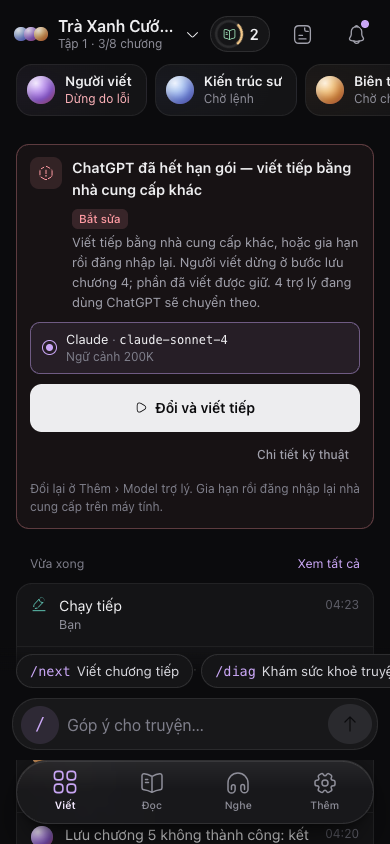 Trà Xanh Cướ...
Tập 1 · 3/8 chương
2
Người viết
Dừng do lỗi
Kiến trúc sư
Chờ lệnh
Biên t
Chờ ch
ChatGPT đã hết hạn gói — viết tiếp bằng
nhà cung cấp khác
Bắt sửa
Viết tiếp bằng nhà cung cấp khác, hoặc gia hạn
rồi đăng nhập lại. Người viết dừng ở bước lưu
chương 4; phần đã viết được giữ. 4 trợ lý đang
dùng ChatGPT sẽ chuyển theo.
Claude · claude-sonnet-4
Ngữ cảnh 200K
Đổi và viết tiếp
Chi tiết kỹ thuật
Đổi lại ở Thêm › Model trợ lý. Gia hạn rồi đăng nhập lại nhà
cung cấp trên máy tính.
Vừa xong
Xem tất cả
Chạy tiếp
04:23
Bạn
/next Viết chương tiếp
/diag Khám sức khoẻ truyệ
/
Góp ý cho truyện...
Viết
Đọc
Nghe
Thêm
Lưu chương 5 không thành công: kết
04:20